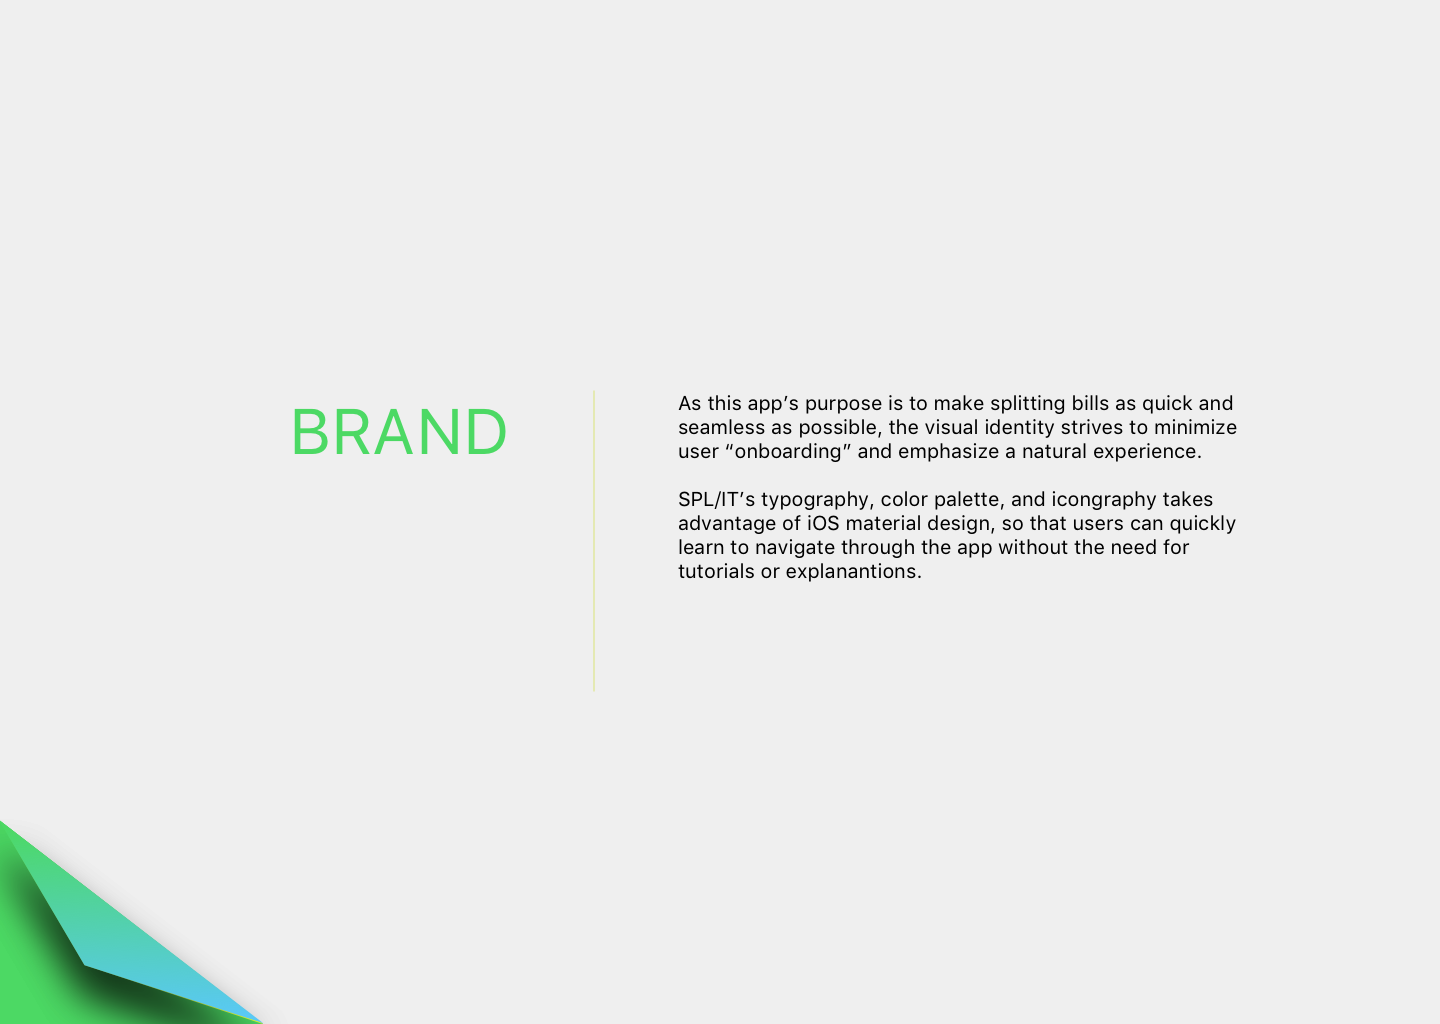 BRAND
As this app’s purpose is to make splitting bills as quick and
seamless as possible, the visual identity strives to minimize
user “onboarding” and emphasize a natural experience.
SPL/IT’s typography, color palette, and icongraphy takes
advantage of iOS material design, so that users can quickly
learn to navigate through the app without the need for
tutorials or explanantions.